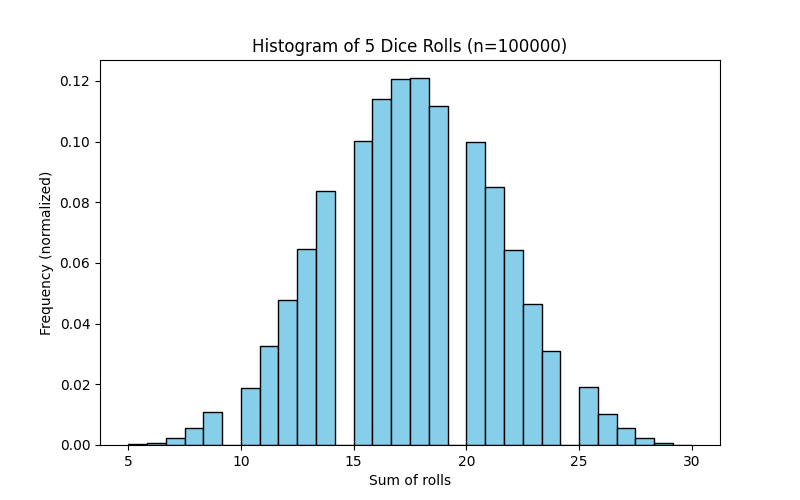 Histogram of 5 Dice Rolls (n=100000)
0.12
0.10
0.08
0.06
0.04
0.02
0.00
Frequency (normalized)
5 10 15 20 25 30
Sum of rolls